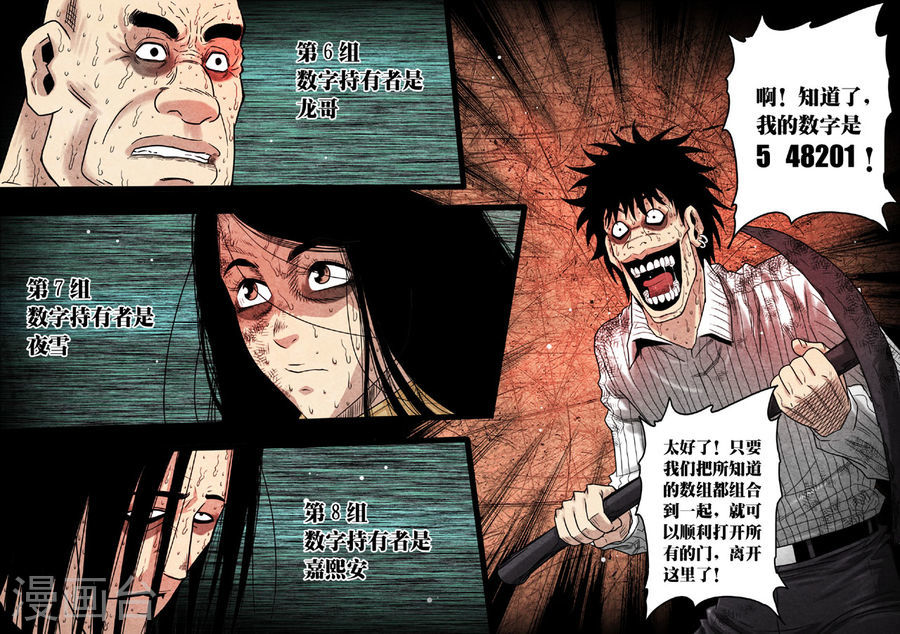 第6组
数字持有者是
龙哥
第7组
数字持有者是
夜雪
第8组
数字持有者是
嘉熙安
啊！知道了，
我的数字是
5 48201！
太好了！只要
我们把所知道
的数组都组合
到一起，就可
以顺利打开所
有的门，离开
这里了！
漫画台